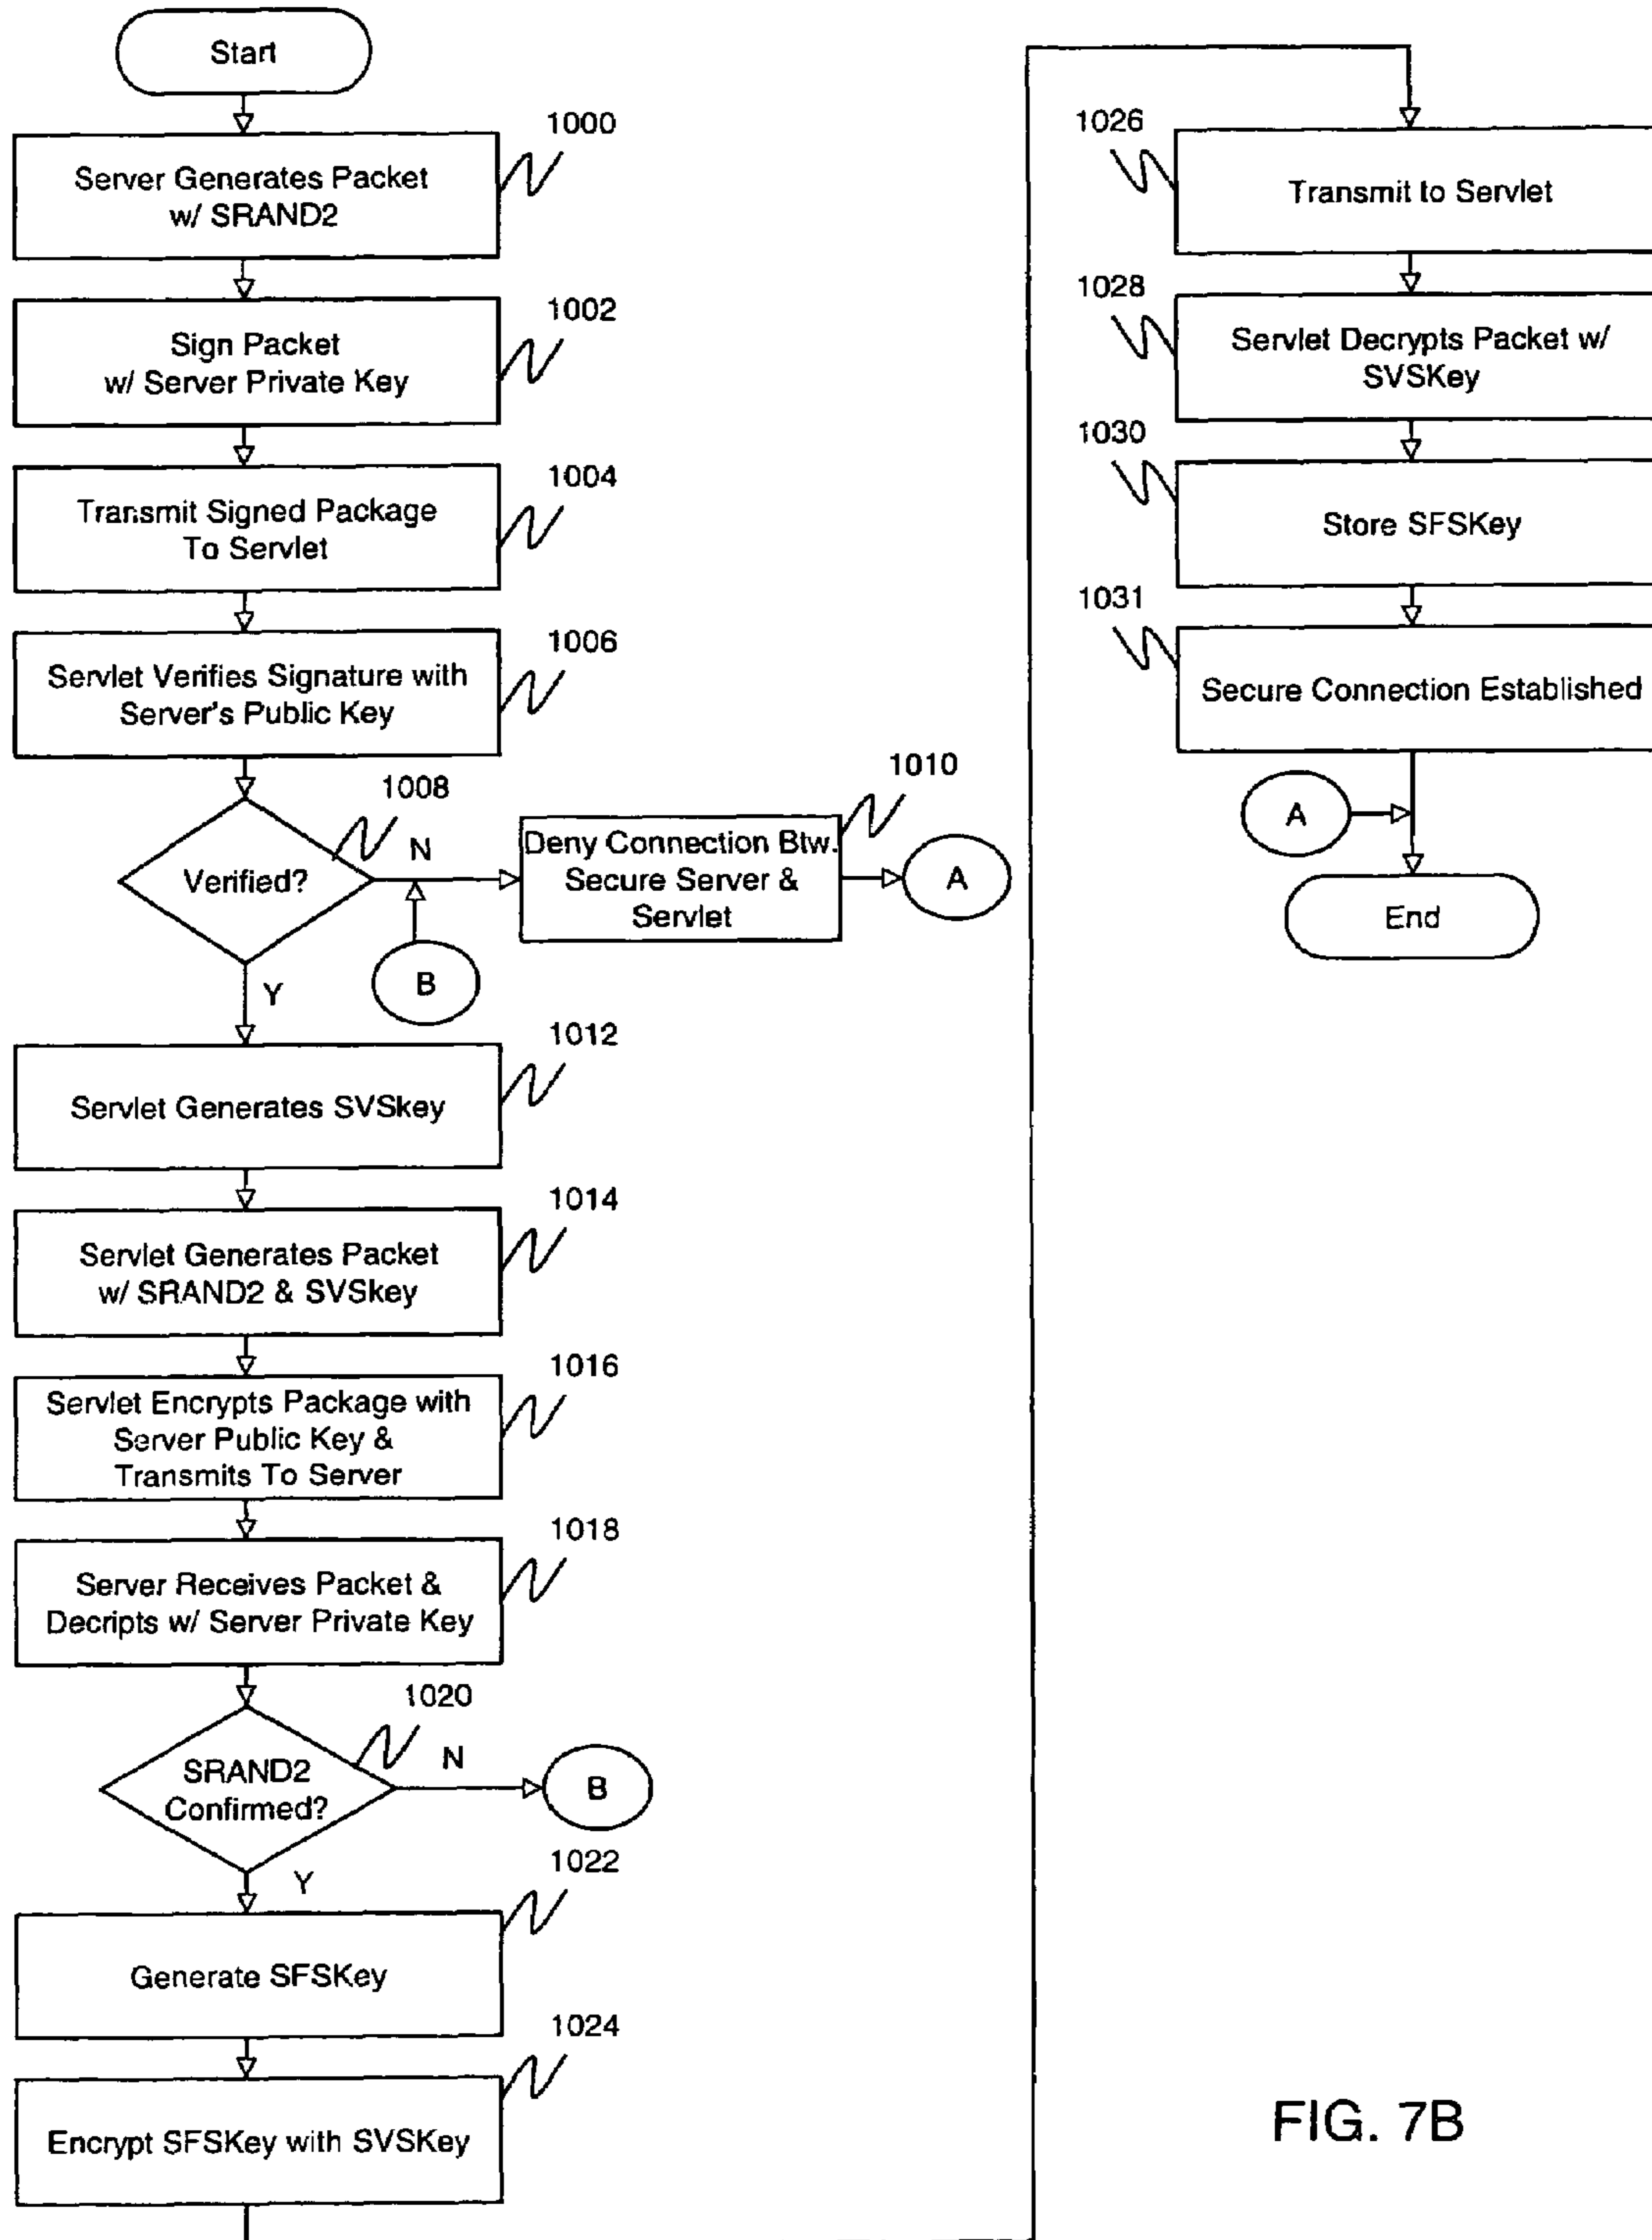 Start
1000
Server Generates Packet
w/ SRAND2
1002
Sign Packet
w/ Server Private Key
1004
Transmit Signed Package
To Servlet
1006
Servlet Verifies Signature with
Server's Public Key
1008
Verified?
N
1010
Deny Connection Btw.
Secure Server &
Servlet
A
B
Y
1012
Servlet Generates SVSkey
1014
Servlet Generates Packet
w/ SRAND2 & SVSkey
1016
Servlet Encrypts Package with
Server Public Key &
Transmits To Server
1018
Server Receives Packet &
Decripts w/ Server Private Key
1020
SRAND2
Confirmed?
N
B
Y
1022
Generate SFSKey
1024
Encrypt SFSKey with SVSKey
1026
Transmit to Servlet
1028
Servlet Decrypts Packet w/
SVSKey
1030
Store SFSKey
1031
Secure Connection Established
A
End
FIG. 7B